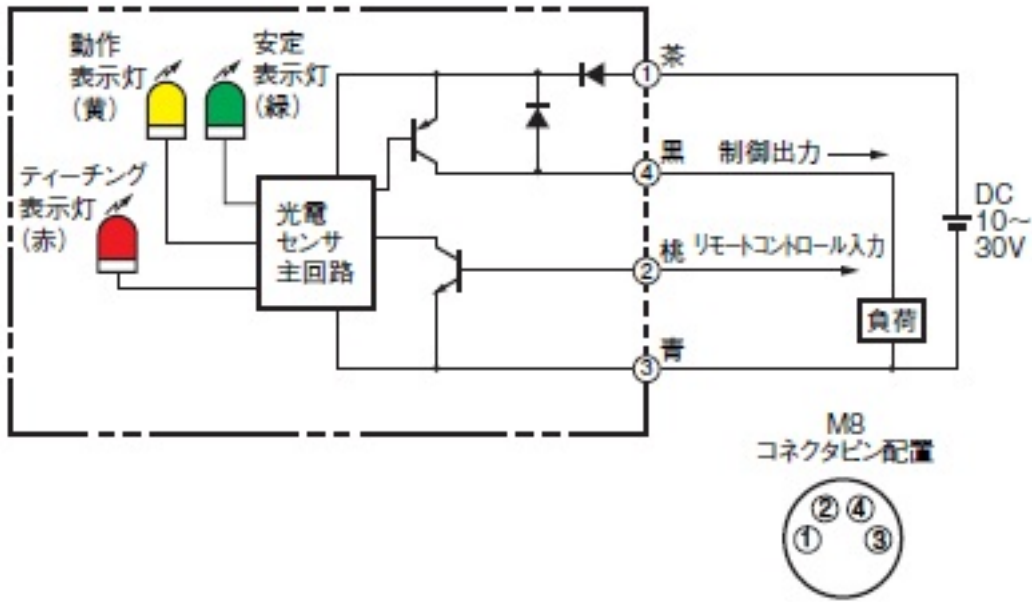 動作
表示灯
(黄)
安定
表示灯
(緑)
ティーチング
表示灯
(赤)
光電
センサ
主回路
① 茶
④ 黒 制御出力
② 桃 リモートコントロール入力
③ 青
負荷
DC
10～
30V
M8
コネクタピン配置
② ④
① ③